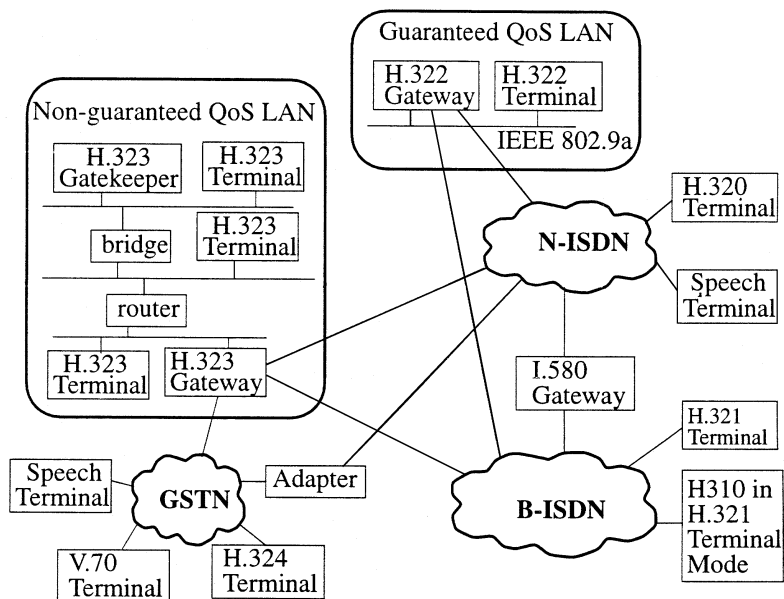 Guaranteed QoS LAN
H.322
Gateway
H.322
Terminal
IEEE 802.9a
Non-guaranteed QoS LAN
H.323
Gatekeeper
H.323
Terminal
bridge
H.323
Terminal
router
H.323
Terminal
H.323
Gateway
N-ISDN
H.320
Terminal
Speech
Terminal
I.580
Gateway
B-ISDN
H.321
Terminal
H310 in
H.321
Terminal
Mode
GSTN
Speech
Terminal
Adapter
V.70
Terminal
H.324
Terminal